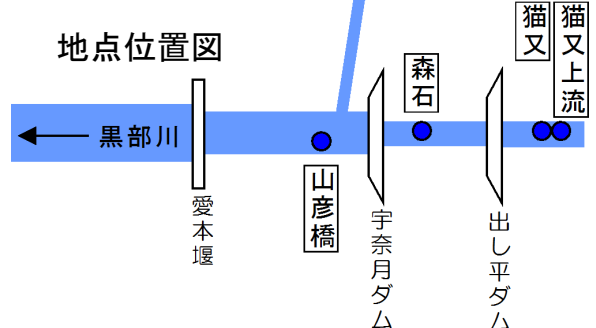 地点位置図
黒部川
愛本堰
山彦橋
宇奈月ダム
森石
出し平ダム
猫又
猫又上流